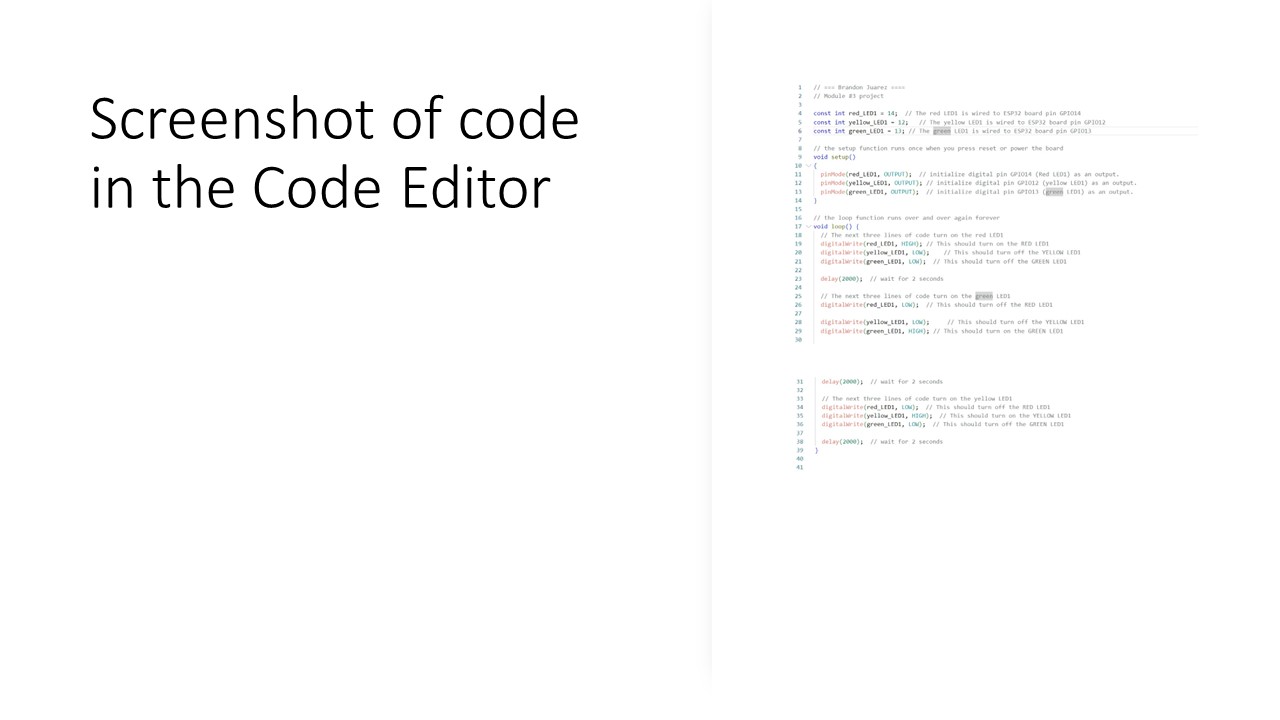 Screenshot of code
in the Code Editor
1 // === Brandon Juarez ====
2 // Module #3 project
3
4 const int red_LED1 = 14;  // The red LED1 is wired to ESP32 board pin GPIO14
5 const int yellow_LED1 = 12;   // The yellow LED1 is wired to ESP32 board pin GPIO12
6 const int green_LED1 = 13; // The green LED1 is wired to ESP32 board pin GPIO13
7
8 // the setup function runs once when you press reset or power the board
9 void setup()
10 {
11   pinMode(red_LED1, OUTPUT);  // initialize digital pin GPIO14 (Red LED1) as an output.
12   pinMode(yellow_LED1, OUTPUT); // initialize digital pin GPIO12 (yellow LED1) as an output.
13   pinMode(green_LED1, OUTPUT);  // initialize digital pin GPIO13 (green LED1) as an output.
14 }
15
16 // the loop function runs over and over again forever
17 void loop() {
18   // The next three lines of code turn on the red LED1
19   digitalWrite(red_LED1, HIGH); // This should turn on the RED LED1
20   digitalWrite(yellow_LED1, LOW);    // This should turn off the YELLOW LED1
21   digitalWrite(green_LED1, LOW);  // This should turn off the GREEN LED1
22
23   delay(2000);  // wait for 2 seconds
24
25   // The next three lines of code turn on the green LED1
26   digitalWrite(red_LED1, LOW);  // This should turn off the RED LED1
27
28   digitalWrite(yellow_LED1, LOW);     // This should turn off the YELLOW LED1
29   digitalWrite(green_LED1, HIGH); // This should turn on the GREEN LED1
30
31   delay(2000);  // wait for 2 seconds
32
33   // The next three lines of code turn on the yellow LED1
34   digitalWrite(red_LED1, LOW);  // This should turn off the RED LED1
35   digitalWrite(yellow_LED1, HIGH);  // This should turn on the YELLOW LED1
36   digitalWrite(green_LED1, LOW);  // This should turn off the GREEN LED1
37
38   delay(2000);  // wait for 2 seconds
39 }
40
41